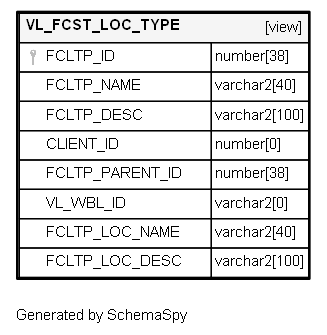 VL_FCST_LOC_TYPE [view]
FCLTP_ID number[38]
FCLTP_NAME varchar2[40]
FCLTP_DESC varchar2[100]
CLIENT_ID number[0]
FCLTP_PARENT_ID number[38]
VL_WBL_ID varchar2[0]
FCLTP_LOC_NAME varchar2[40]
FCLTP_LOC_DESC varchar2[100]
Generated by SchemaSpy